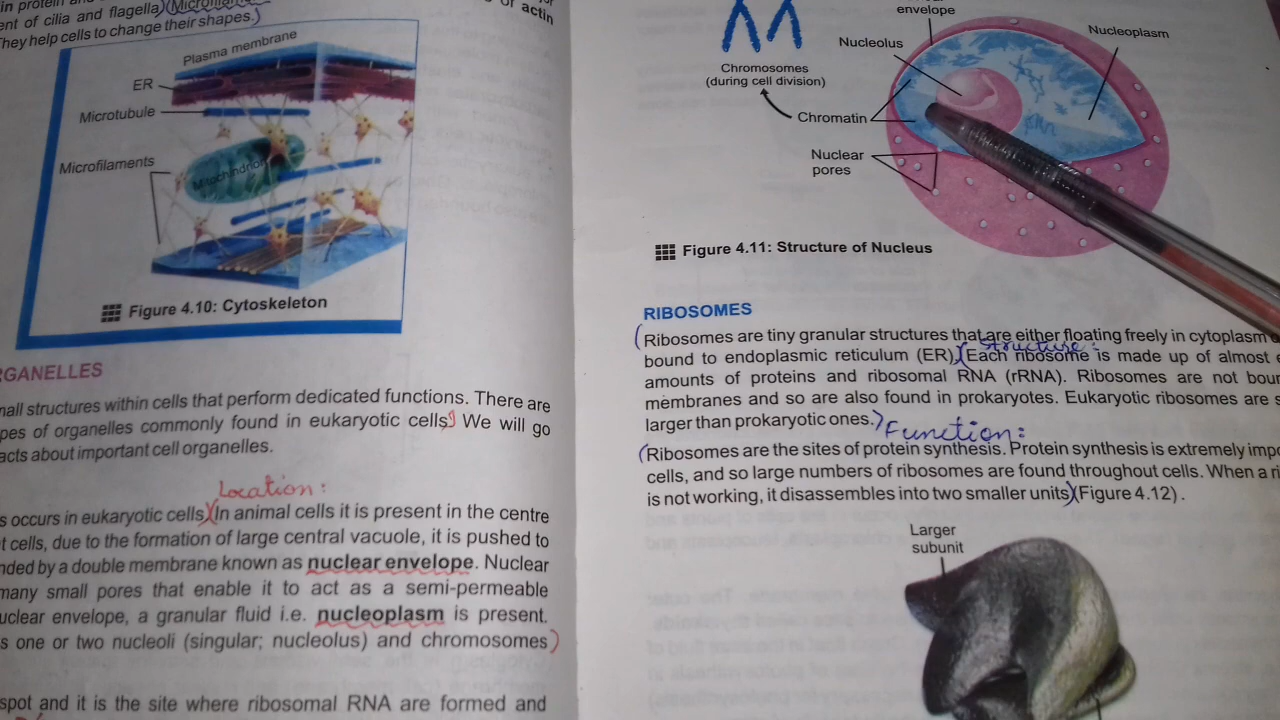 in protein and
ent of cilia and flagella) (Microfilaments
of actin
They help cells to change their shapes.)
Plasma membrane
ER
Microtubule
Microfilaments
Mitochondrion
Figure 4.10: Cytoskeleton
RGANELLES
mall structures within cells that perform dedicated functions. There are
pes of organelles commonly found in eukaryotic cells. We will go
acts about important cell organelles.
Location:
s occurs in eukaryotic cells. (In animal cells it is present in the centre
t cells, due to the formation of large central vacuole, it is pushed to
nded by a double membrane known as nuclear envelope. Nuclear
many small pores that enable it to act as a semi-permeable
uclear envelope, a granular fluid i.e. nucleoplasm is present.
s one or two nucleoli (singular; nucleolus) and chromosomes)
spot and it is the site where ribosomal RNA are formed and
envelope
Nucleolus
Nucleoplasm
Chromosomes
(during cell division)
Chromatin
Nuclear
pores
Figure 4.11: Structure of Nucleus
RIBOSOMES
(Ribosomes are tiny granular structures that are either floating freely in cytoplasm
Structure:
bound to endoplasmic reticulum (ER). (Each ribosome is made up of almost
amounts of proteins and ribosomal RNA (rRNA). Ribosomes are not
membranes and so are also found in prokaryotes. Eukaryotic ribosomes are
larger than prokaryotic ones.)
Function:
(Ribosomes are the sites of protein synthesis. Protein synthesis is extremely
cells, and so large numbers of ribosomes are found throughout cells. When a
is not working, it disassembles into two smaller units) (Figure 4.12).
Larger
subunit